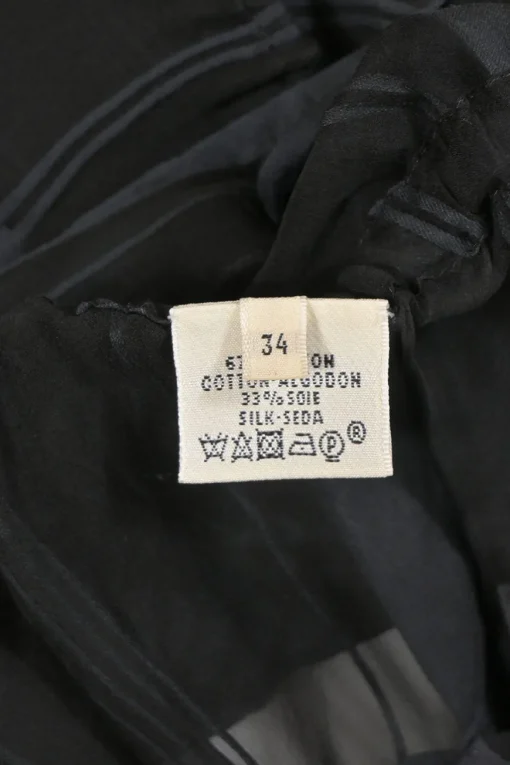 34
COTTON-ALGODON
33%SOIE
SILK-SEDA
P ®